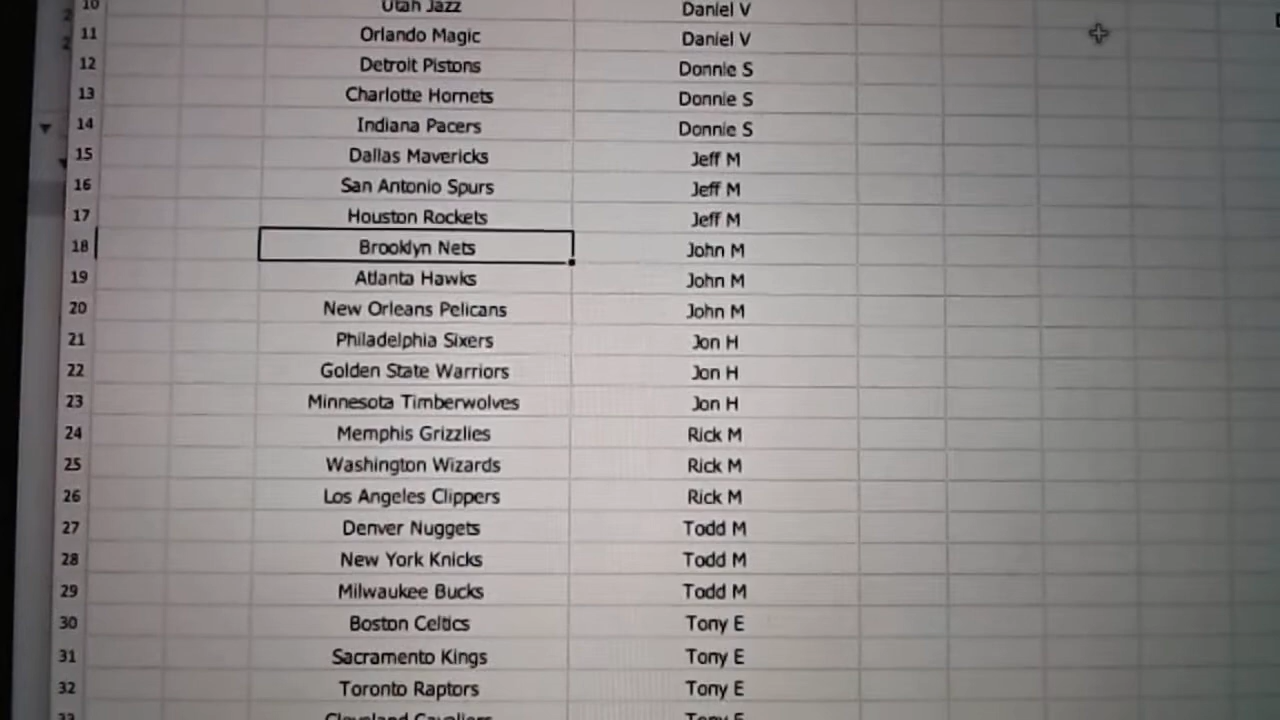 10 Utah Jazz Daniel V
11 Orlando Magic Daniel V
12 Detroit Pistons Donnie S
13 Charlotte Hornets Donnie S
14 Indiana Pacers Donnie S
15 Dallas Mavericks Jeff M
16 San Antonio Spurs Jeff M
17 Houston Rockets Jeff M
18 Brooklyn Nets John M
19 Atlanta Hawks John M
20 New Orleans Pelicans John M
21 Philadelphia Sixers Jon H
22 Golden State Warriors Jon H
23 Minnesota Timberwolves Jon H
24 Memphis Grizzlies Rick M
25 Washington Wizards Rick M
26 Los Angeles Clippers Rick M
27 Denver Nuggets Todd M
28 New York Knicks Todd M
29 Milwaukee Bucks Todd M
30 Boston Celtics Tony E
31 Sacramento Kings Tony E
32 Toronto Raptors Tony E
33 Cleveland Cavaliers Tony E